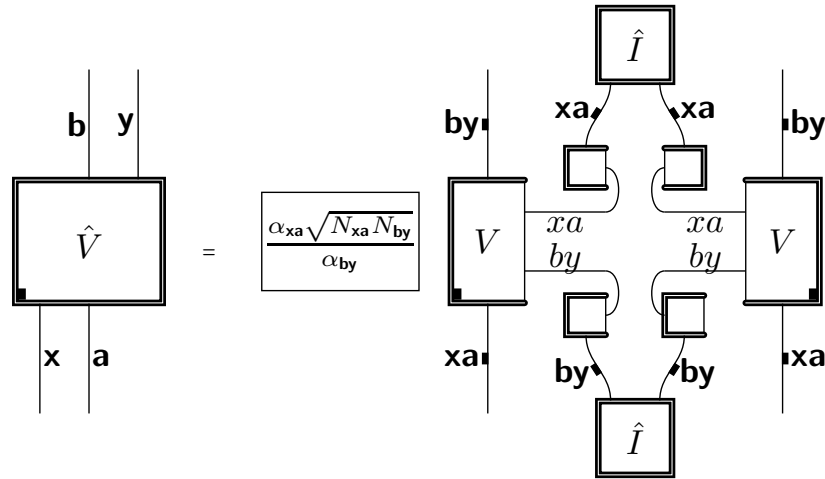 Î
xa xa
b y
by by
V̂ = α_xa √(N_xa N_by) / α_by V xa xa V
by by
x a
xa xa
by by
Î